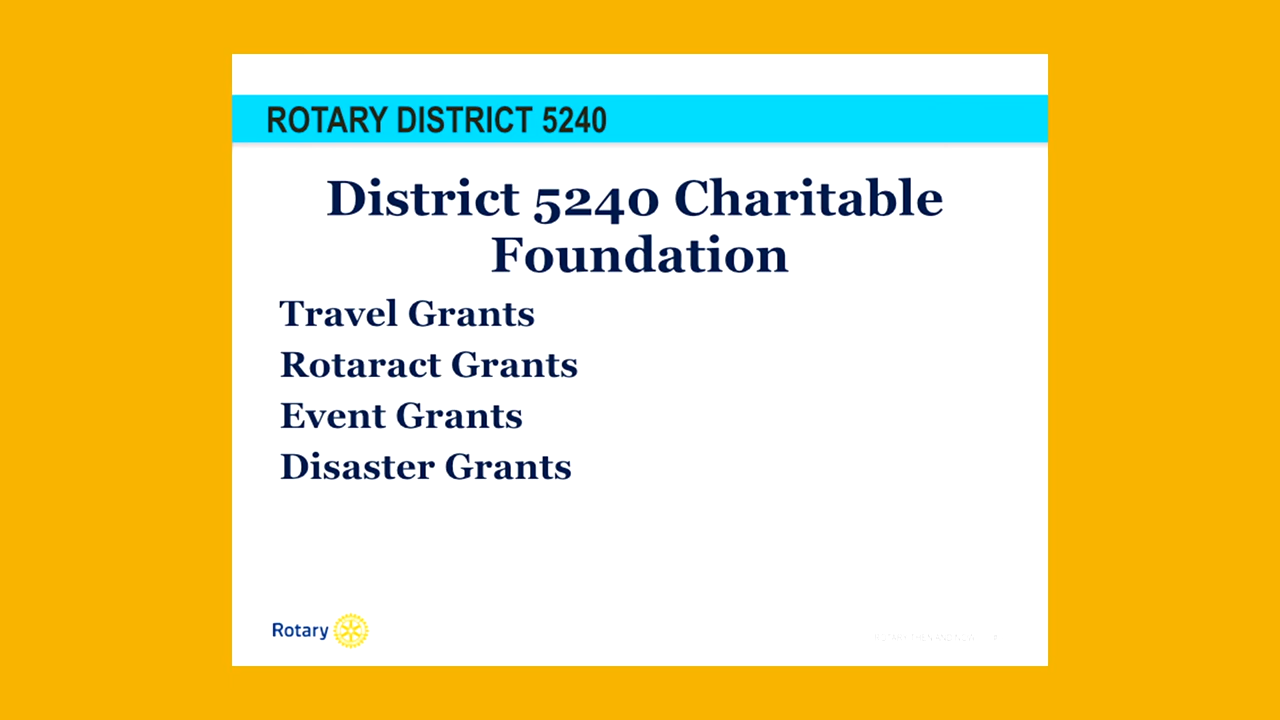 ROTARY DISTRICT 5240
District 5240 Charitable
Foundation
Travel Grants
Rotaract Grants
Event Grants
Disaster Grants
Rotary